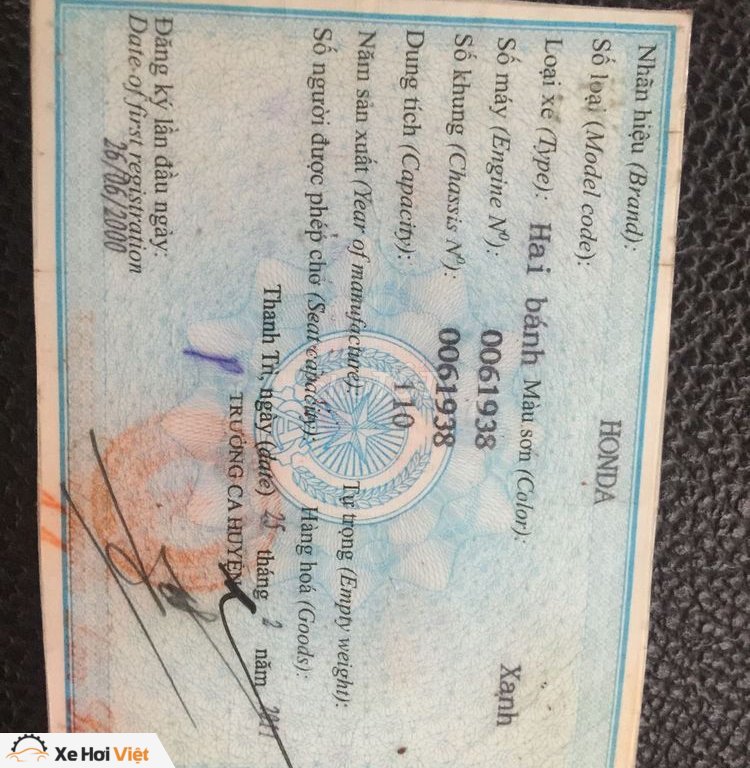 Nhãn hiệu (Brand): HONDA
Số loại (Model code):
Loại xe (Type): Hai bánh Màu sơn (Color): Xanh
Số máy (Engine Nº): 0061938
Số khung (Chassis Nº): 0061938
Dung tích (Capacity): 110
Năm sản xuất (Year of manufacture): Tự trọng (Empty weight):
Số người được phép chở (Seat capacity): Hàng hoá (Goods):
Thanh Trì, ngày (date) 25 tháng 2 năm
TRƯỞNG CA HUYỆN
Đăng ký lần đầu ngày:
Date of first registration
26/06/2000
Xe Hơi Việt